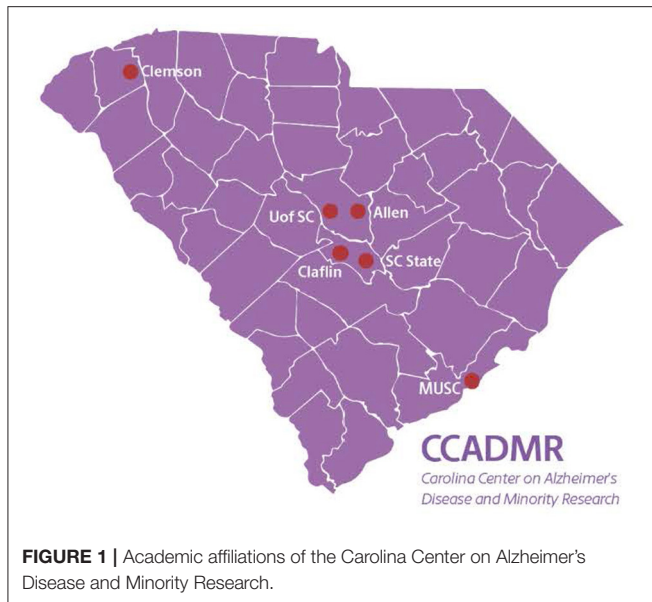 Clemson
Uof SC
Allen
Claflin
SC State
MUSC
CCADMR
Carolina Center on Alzheimer's
Disease and Minority Research
FIGURE 1 | Academic affiliations of the Carolina Center on Alzheimer's
Disease and Minority Research.